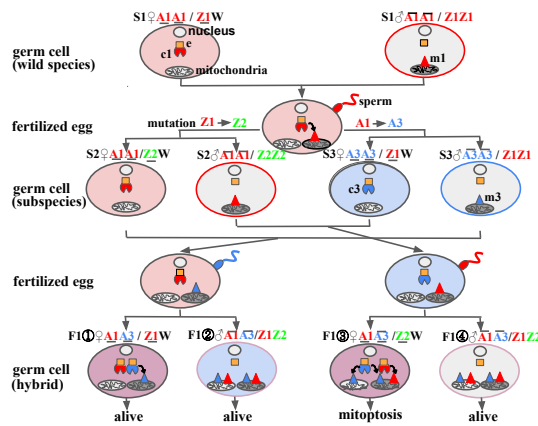 S1♀A1A1 / Z1W
S1♂A1A1 / Z1Z1
nucleus
e
c1
m1
mitochondria
germ cell
(wild species)
sperm
mutation Z1 → Z2
A1 → A3
fertilized egg
S2♀A1A1/Z2W
S2♂A1A1/ Z2Z2
S3♀A3A3 / Z1W
S3♂A3A3/ Z1Z1
c3
m3
germ cell
(subspecies)
fertilized egg
F1①♀A1A3/ Z1W
F1②♂A1A3/Z1Z2
F1③♀A1A3/Z2W
F1④♂A1A3/Z1Z2
germ cell
(hybrid)
alive
alive
mitoptosis
alive